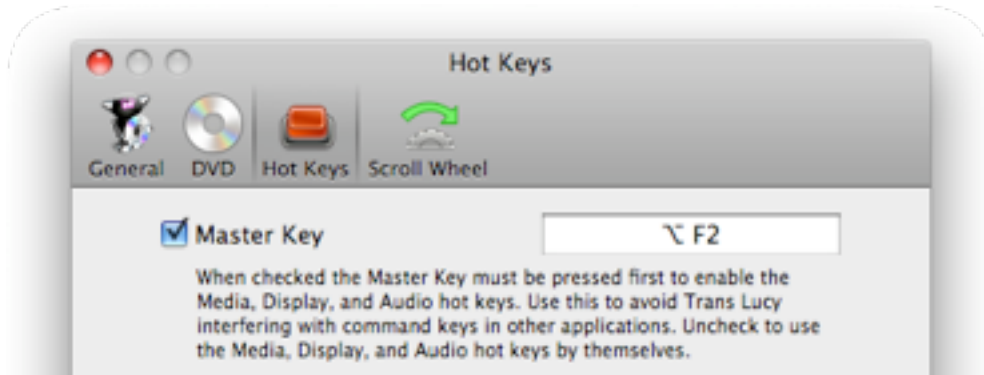 Hot Keys
General DVD Hot Keys Scroll Wheel
Master Key ⌥ F2
When checked the Master Key must be pressed first to enable the
Media, Display, and Audio hot keys. Use this to avoid Trans Lucy
interfering with command keys in other applications. Uncheck to use
the Media, Display, and Audio hot keys by themselves.